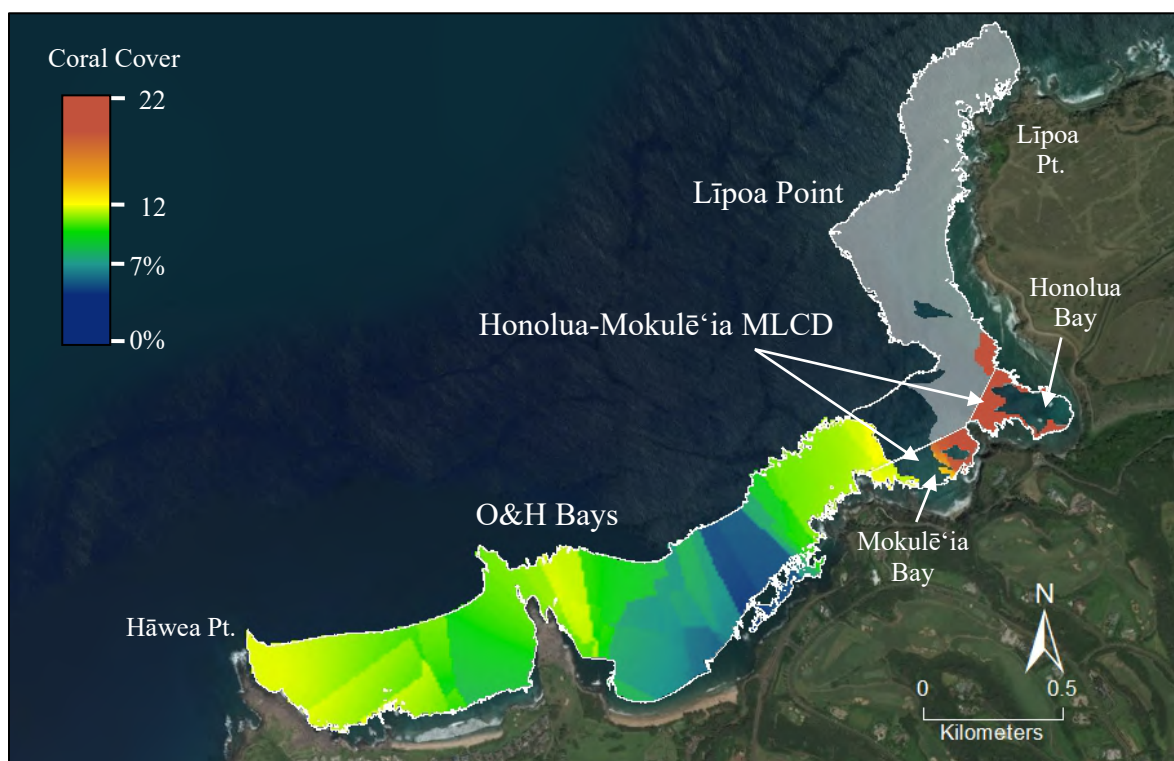 Coral Cover
22
12
7%
0%
Līpoa
Pt.
Līpoa Point
Honolua
Bay
Honolua-Mokulēʻia MLCD
O&H Bays
Mokulēʻia
Bay
Hāwea Pt.
N
0 0.5
Kilometers